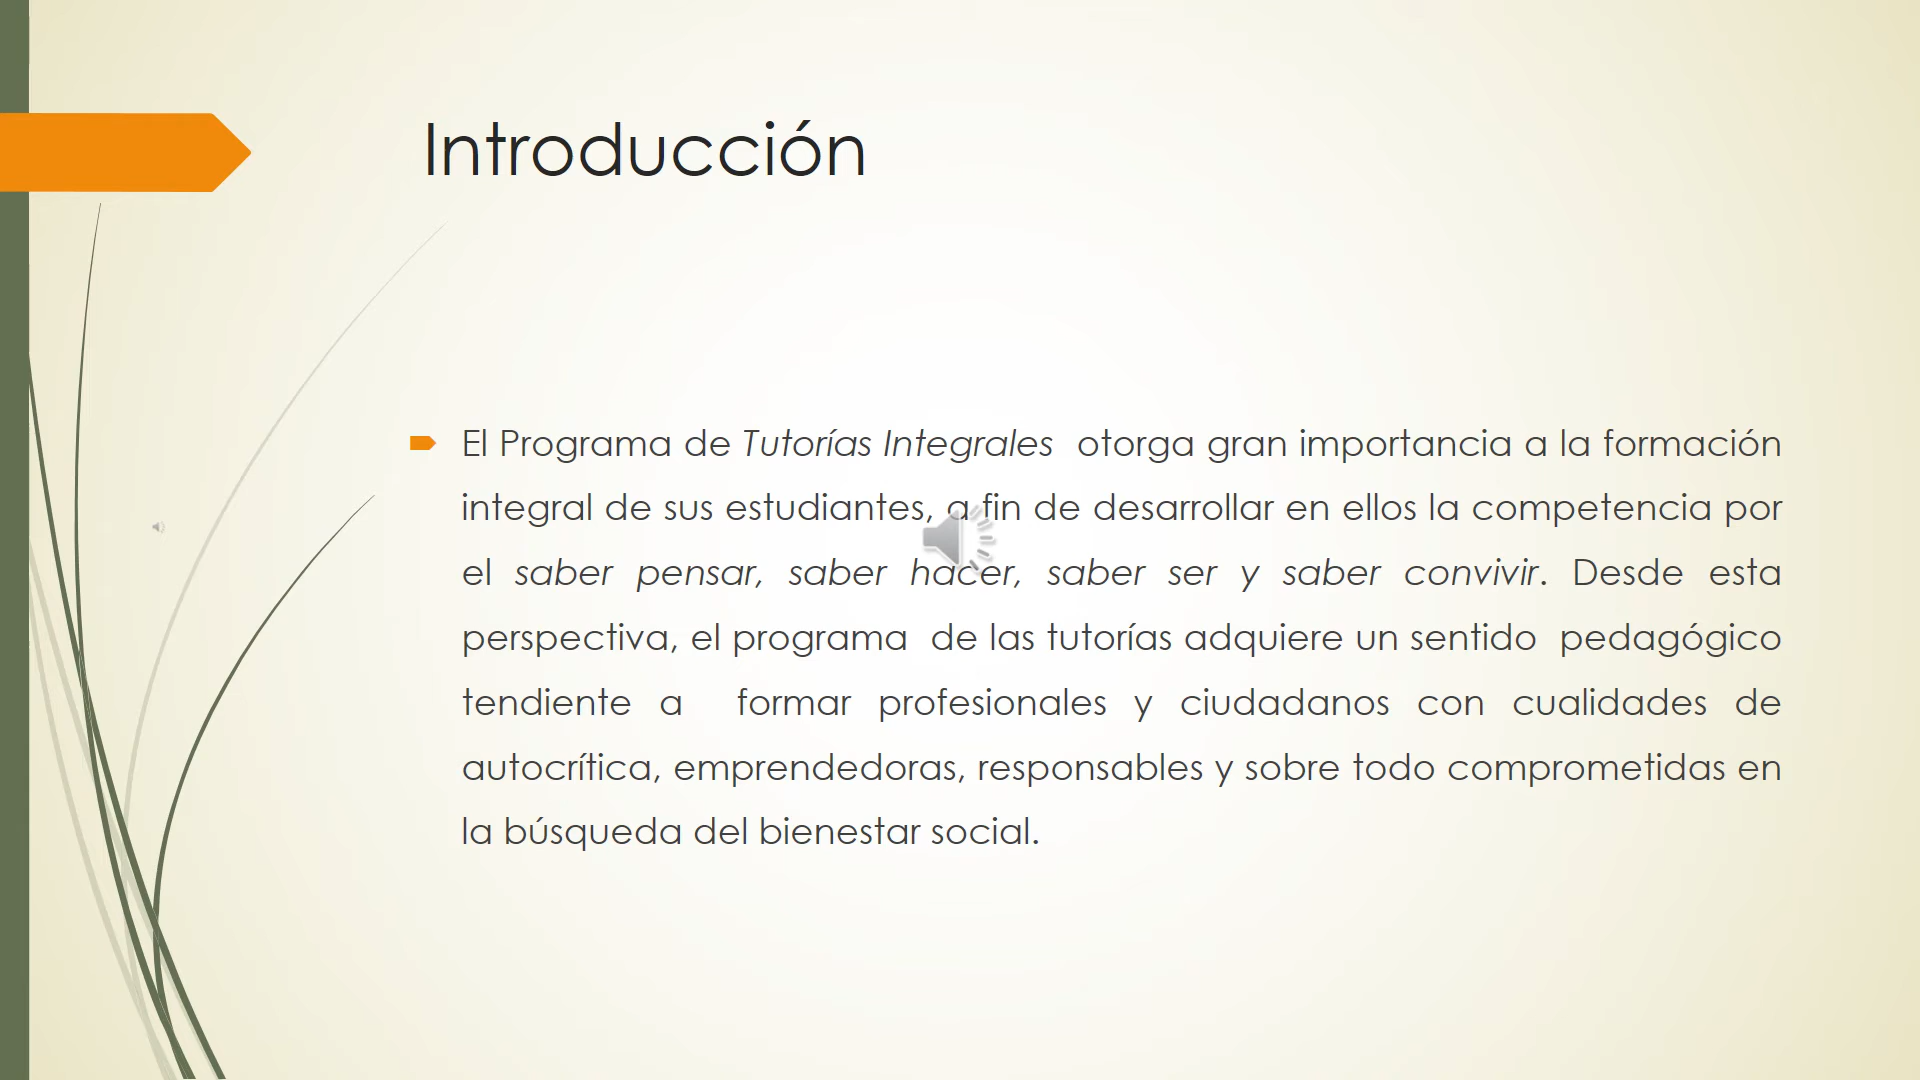 Introducción
El Programa de Tutorías Integrales otorga gran importancia a la formación
integral de sus estudiantes, a fin de desarrollar en ellos la competencia por
el saber pensar, saber hacer, saber ser y saber convivir. Desde esta
perspectiva, el programa de las tutorías adquiere un sentido pedagógico
tendiente a formar profesionales y ciudadanos con cualidades de
autocrítica, emprendedoras, responsables y sobre todo comprometidas en
la búsqueda del bienestar social.